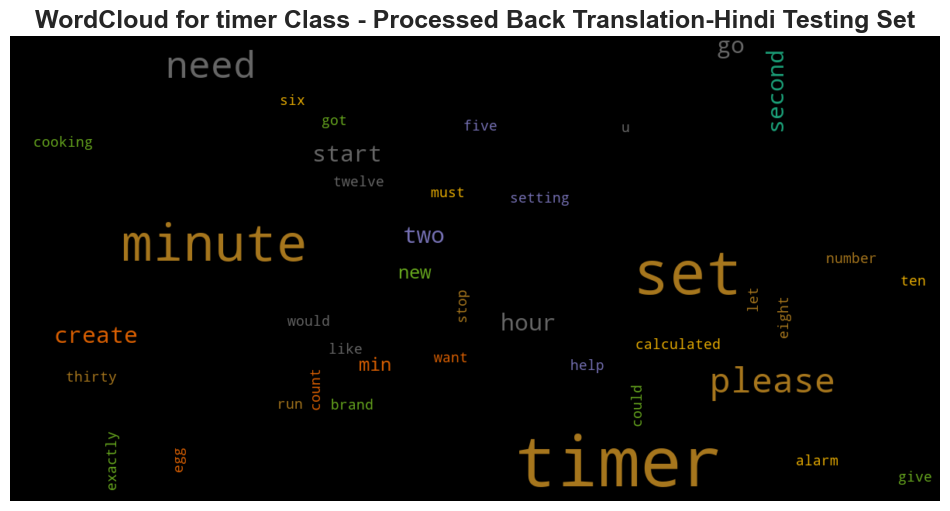 WordCloud for timer Class - Processed Back Translation-Hindi Testing Set
go
need
second
six
got
five
u
cooking
start
twelve
must
setting
minute
two
set
number
new
ten
stop
let
eight
would
hour
create
like
calculated
want
min
help
thirty
please
count
run
brand
could
exactly
egg
timer
alarm
give